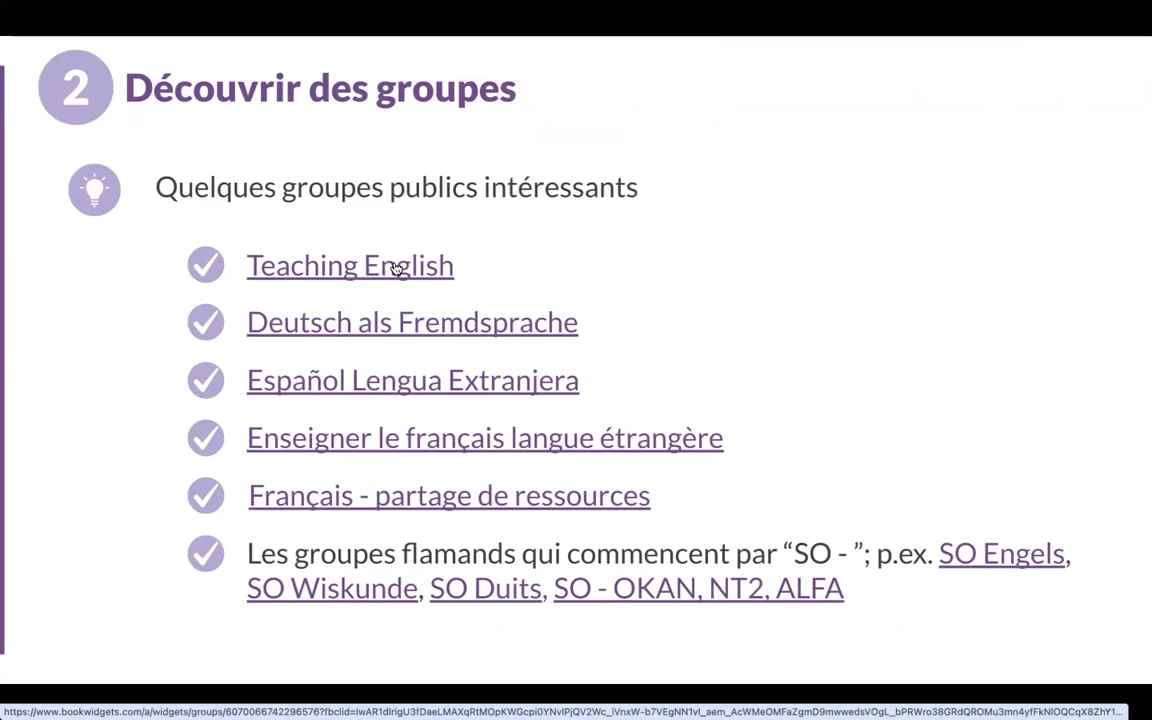 2 Découvrir des groupes
Quelques groupes publics intéressants
Teaching English
Deutsch als Fremdsprache
Español Lengua Extranjera
Enseigner le français langue étrangère
Français - partage de ressources
Les groupes flamands qui commencent par “SO - ”; p.ex. SO Engels,
SO Wiskunde, SO Duits, SO - OKAN, NT2, ALFA